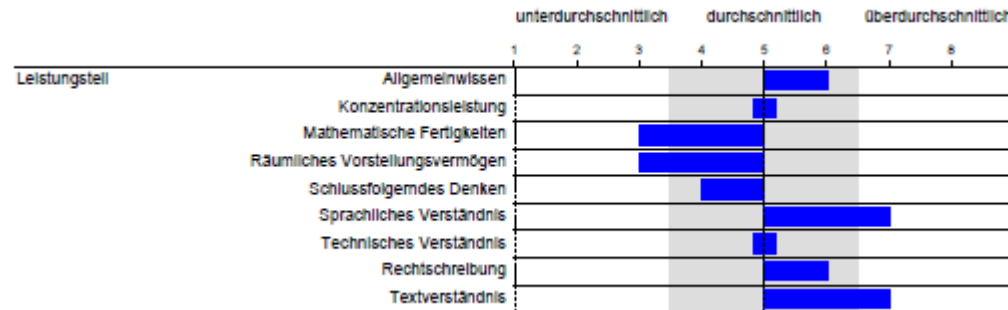 unterdurchschnittlich durchschnittlich überdurchschnittlich
1 2 3 4 5 6 7 8
Leistungsteil Allgemeinwissen
Konzentrationsleistung
Mathematische Fertigkeiten
Räumliches Vorstellungsvermögen
Schlussfolgerndes Denken
Sprachliches Verständnis
Technisches Verständnis
Rechtschreibung
Textverständnis